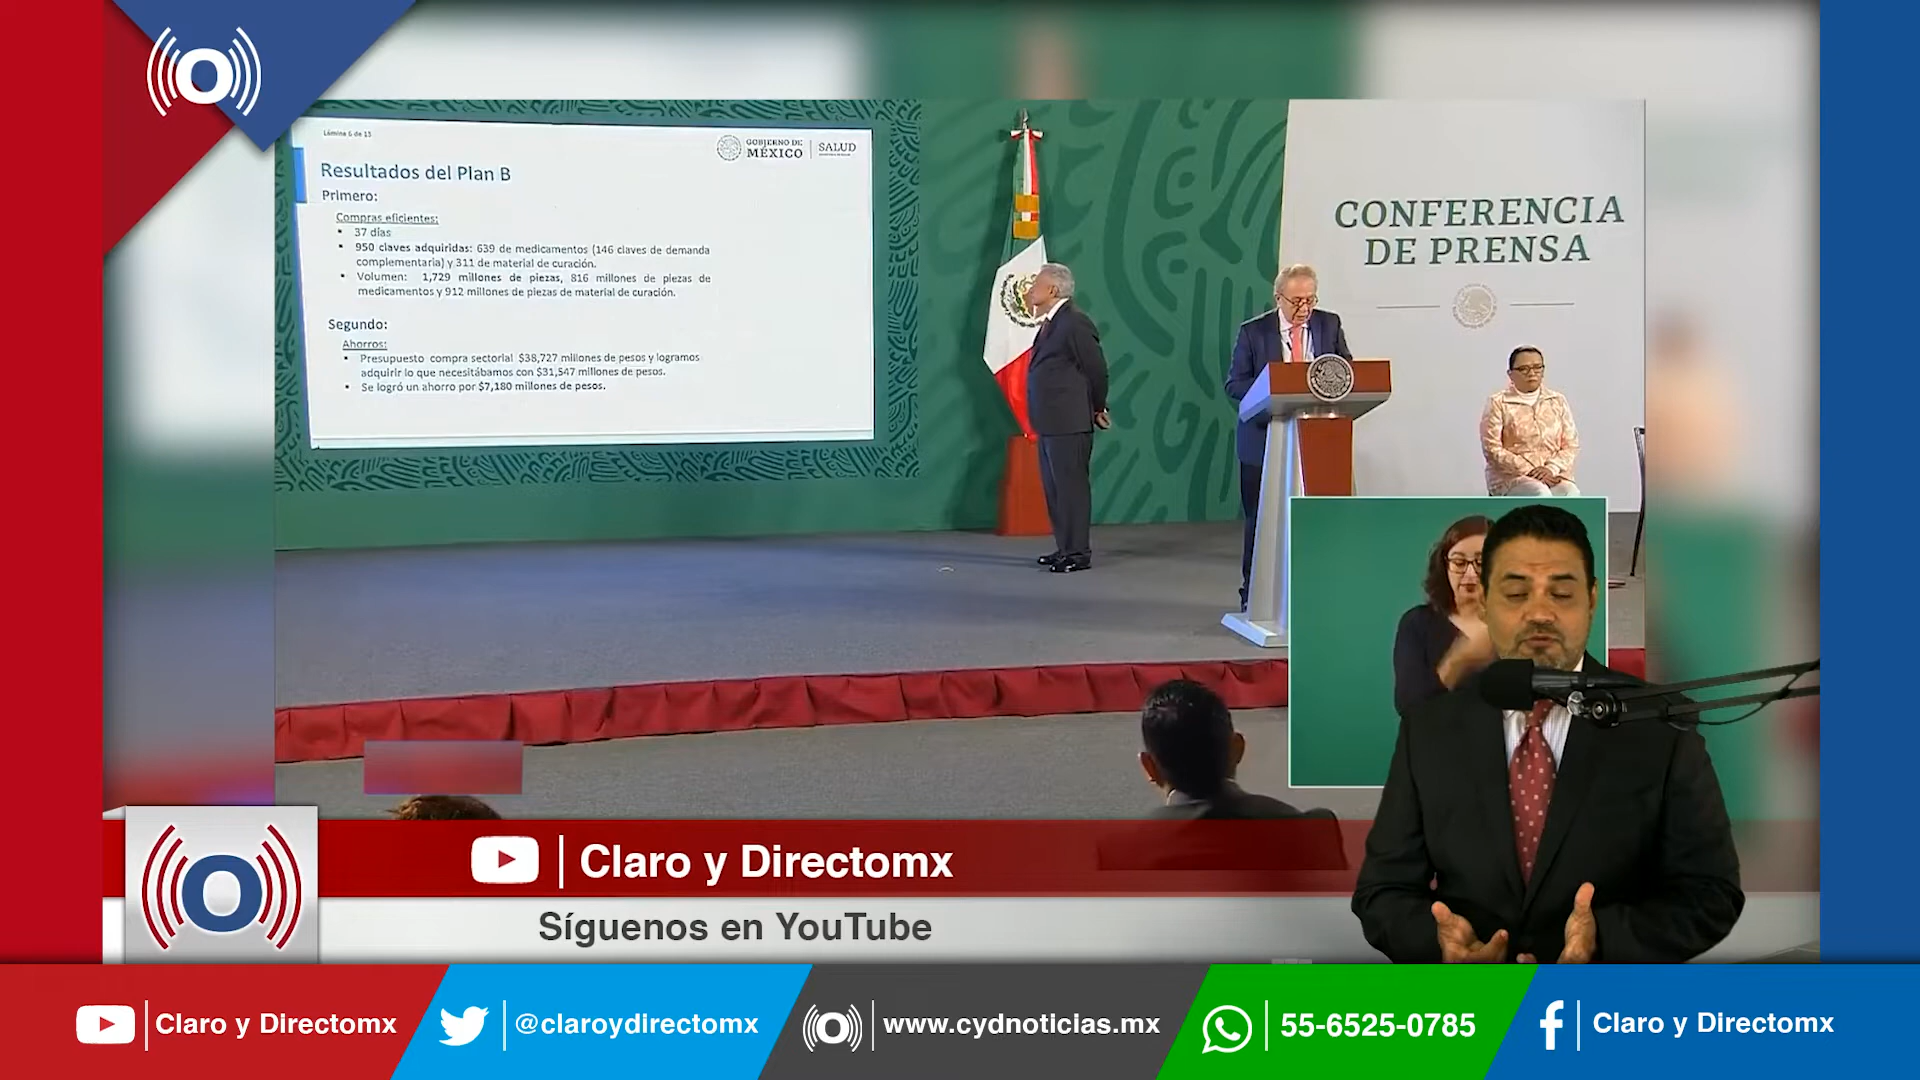 Lámina 6 de 13
GOBIERNO DE
MÉXICO
SALUD
Resultados del Plan B
Primero:
Compras eficientes:
• 37 días
• 950 claves adquiridas: 639 de medicamentos (146 claves de demanda
complementaria) y 311 de material de curación.
• Volumen: 1,729 millones de piezas, 816 millones de piezas de
medicamentos y 912 millones de piezas de material de curación.
Segundo:
Ahorros:
• Presupuesto compra sectorial $38,727 millones de pesos y logramos
adquirir lo que necesitábamos con $31,547 millones de pesos.
• Se logró un ahorro por $7,180 millones de pesos.
CONFERENCIA
DE PRENSA
Claro y Directomx
Síguenos en YouTube
Claro y Directomx
@claroydirectomx
www.cydnoticias.mx
55-6525-0785
Claro y Directomx